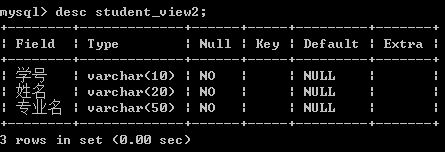 mysql> desc student_view2;
+--------+-------------+------+-----+---------+-------+
| Field | Type | Null | Key | Default | Extra |
+--------+-------------+------+-----+---------+-------+
| 学号 | varchar(10) | NO | | NULL | |
| 姓名 | varchar(20) | NO | | NULL | |
| 专业名 | varchar(50) | NO | | NULL | |
+--------+-------------+------+-----+---------+-------+
3 rows in set (0.00 sec)